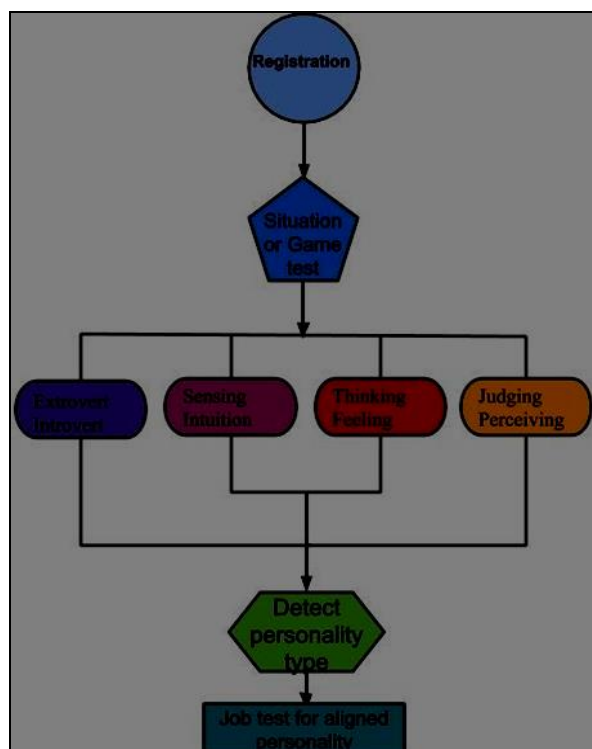 Registration
Situation
or Game
test
Extrovert
Introvert
Sensing
Intuition
Thinking
Feeling
Judging
Perceiving
Detect
personality
type
Job test for aligned
personality